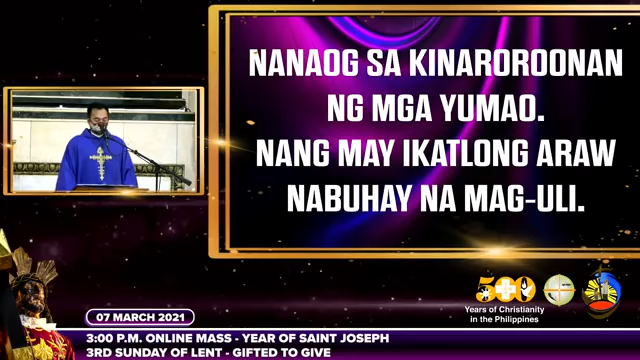 NANAOG SA KINAROROONAN
NG MGA YUMAO.
NANG MAY IKATLONG ARAW
NABUHAY NA MAG-ULI.
500
Years of Christianity
in the Philippines
07 MARCH 2021
3:00 P.M. ONLINE MASS - YEAR OF SAINT JOSEPH
3RD SUNDAY OF LENT - GIFTED TO GIVE